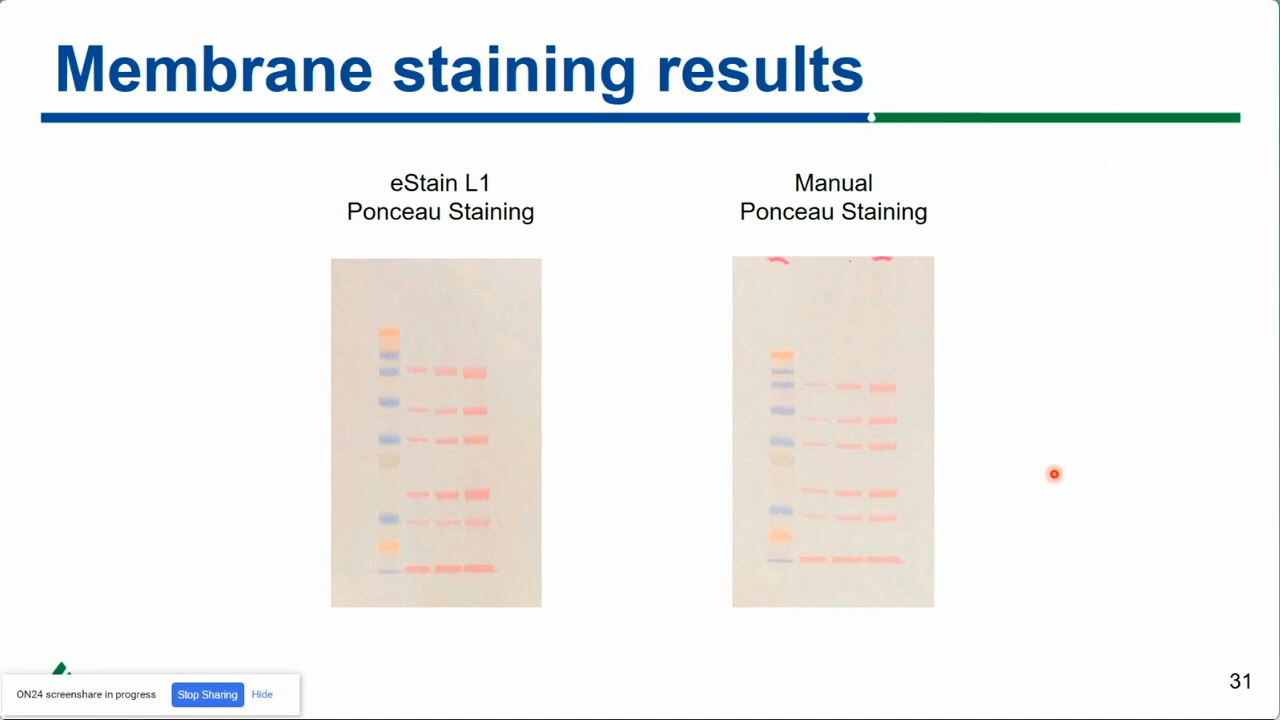 Membrane staining results
eStain L1
Ponceau Staining
Manual
Ponceau Staining
ON24 screenshare in progress
Stop Sharing
Hide
31